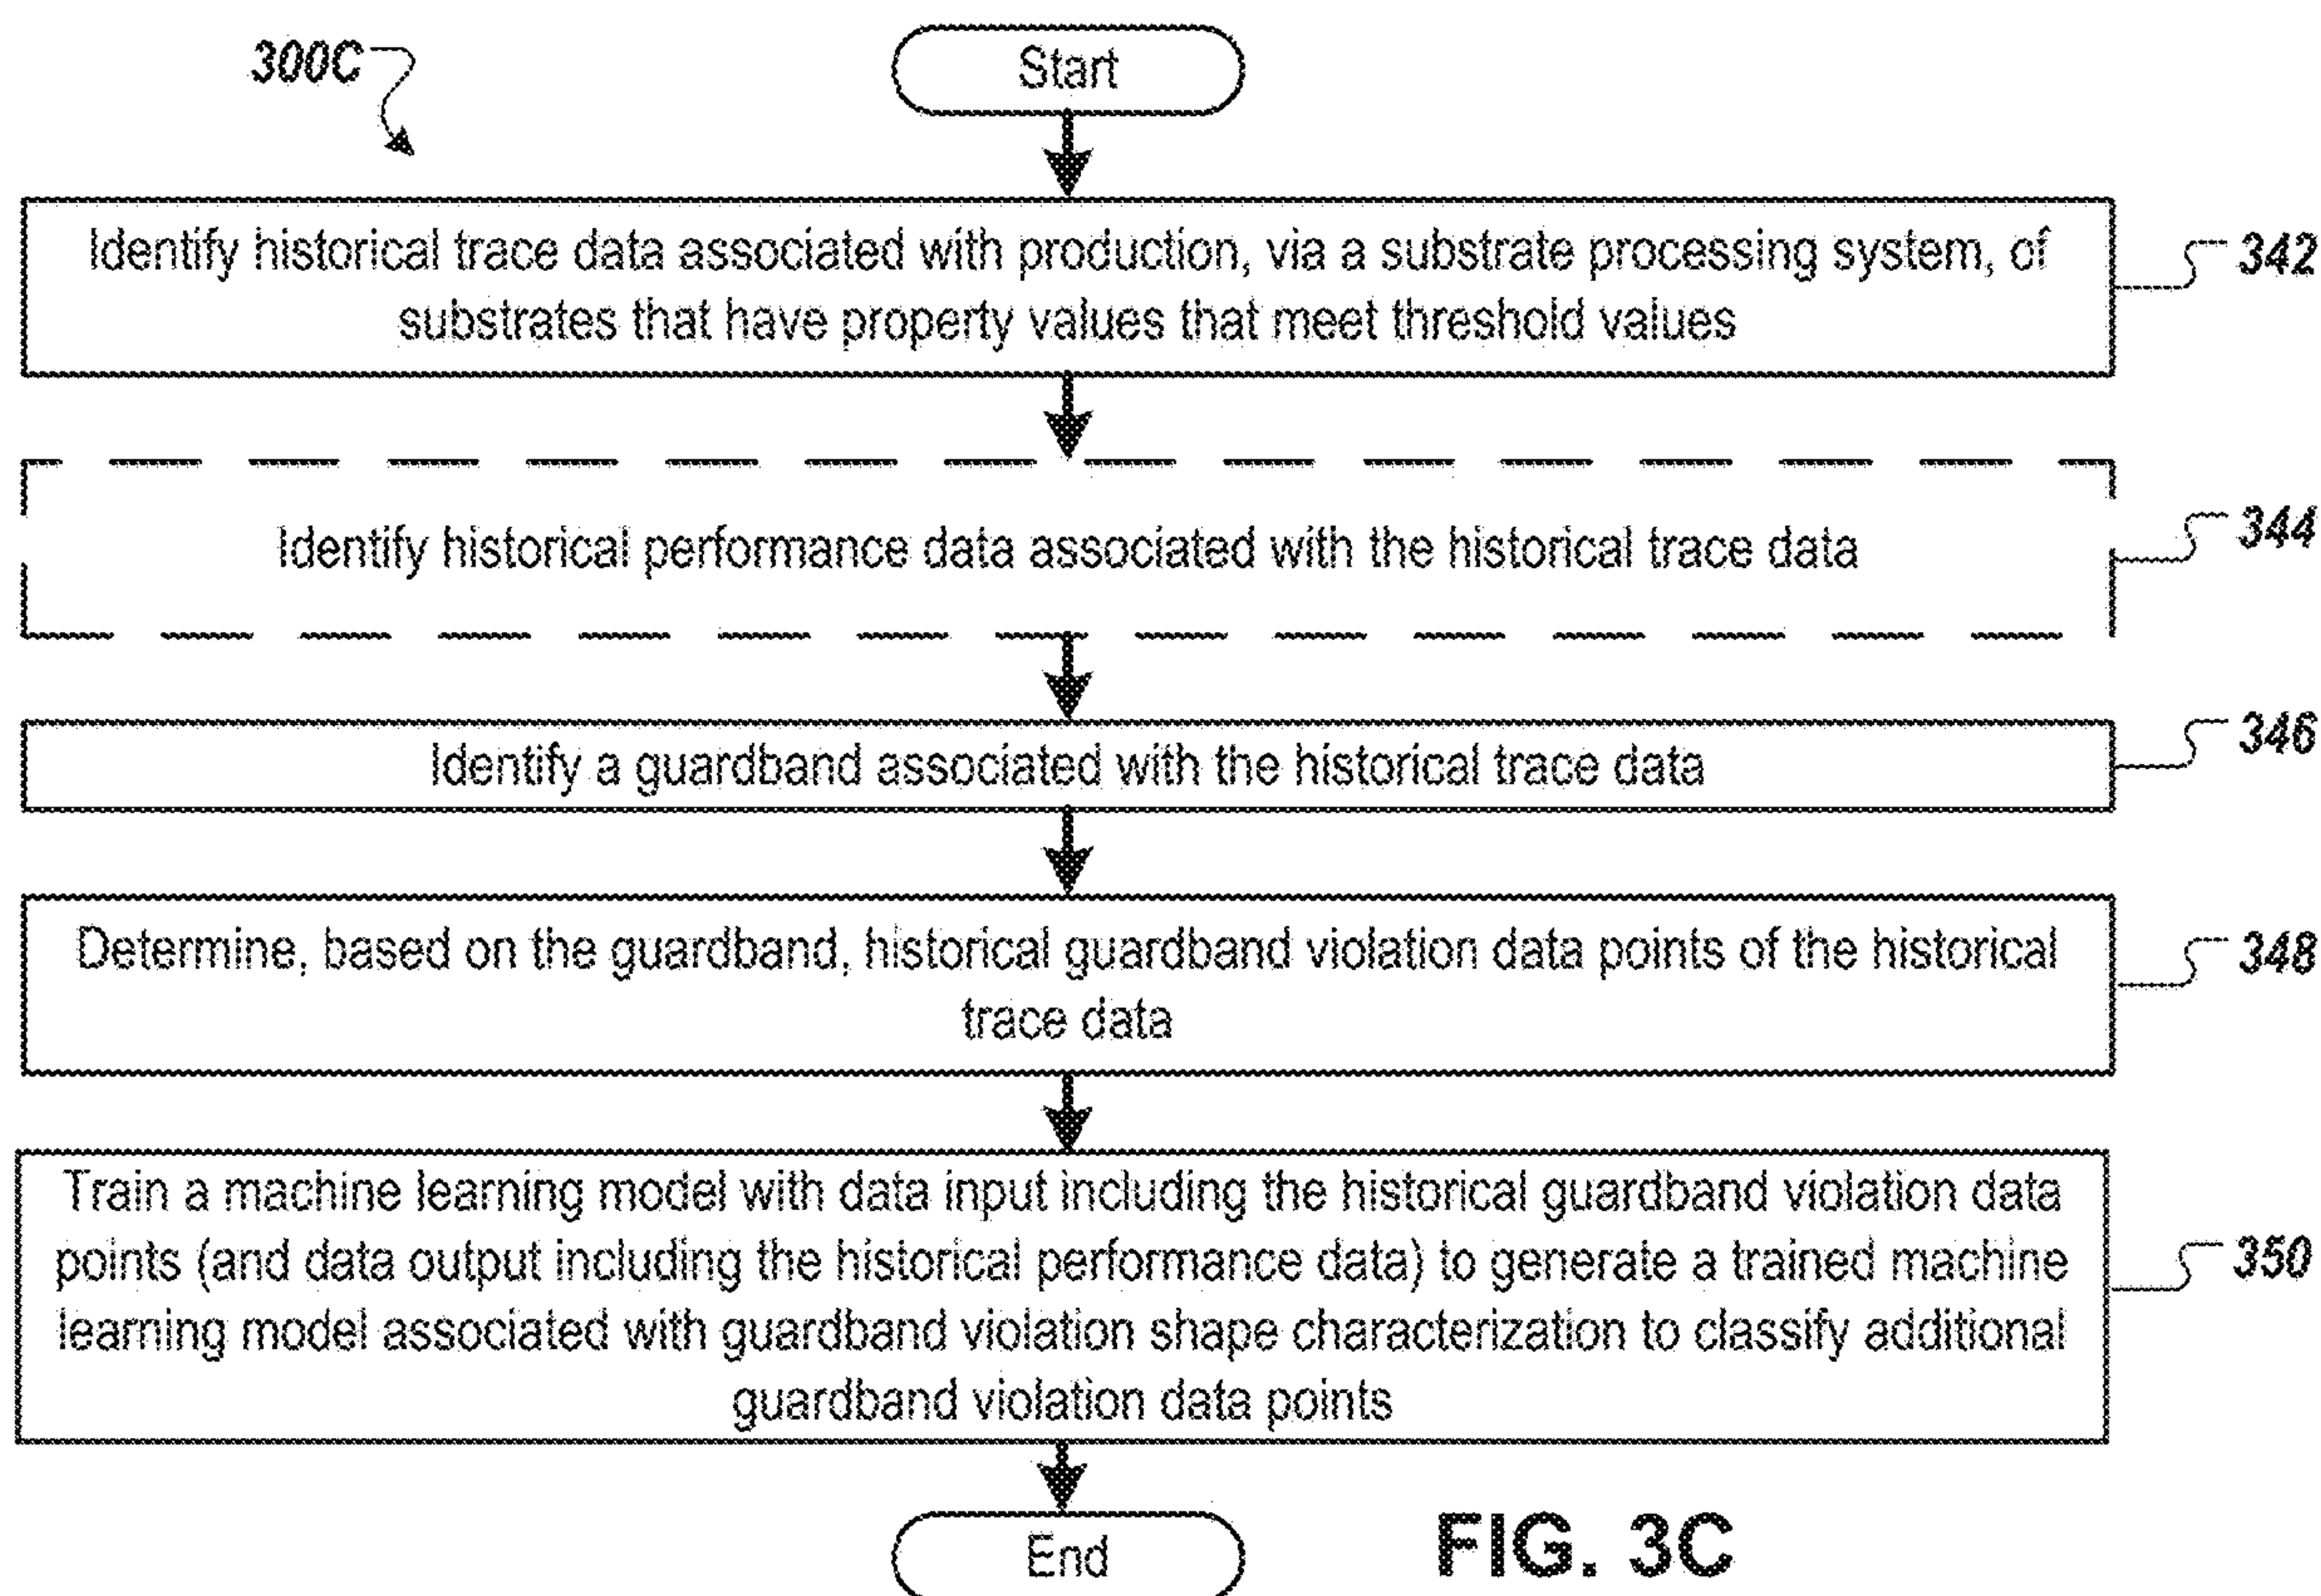 300C
Start
Identify historical trace data associated with production, via a substrate processing system, of
substrates that have property values that meet threshold values
342
Identify historical performance data associated with the historical trace data
344
Identify a guardband associated with the historical trace data
346
Determine, based on the guardband, historical guardband violation data points of the historical
trace data
348
Train a machine learning model with data input including the historical guardband violation data
points (and data output including the historical performance data) to generate a trained machine
learning model associated with guardband violation shape characterization to classify additional
guardband violation data points
350
End
FIG. 3C